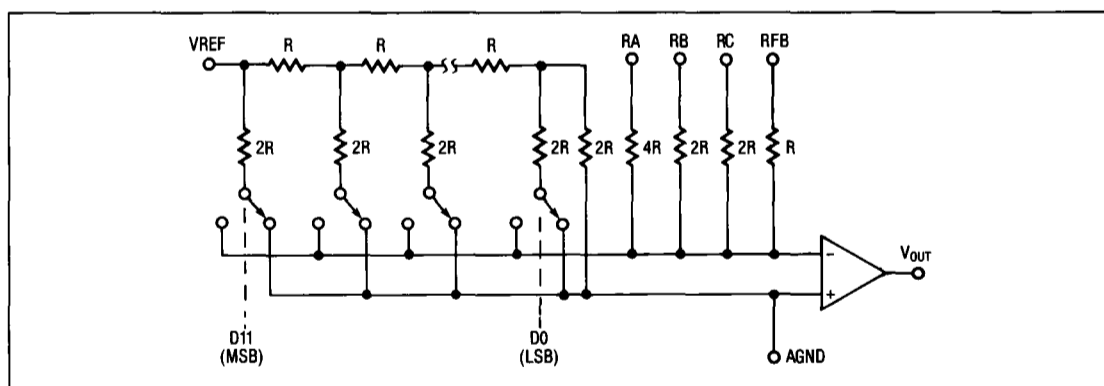 VREF R R R RA RB RC RFB
2R 2R 2R 2R 2R 4R 2R 2R R
- VOUT
+
D11 D0 AGND
(MSB) (LSB)